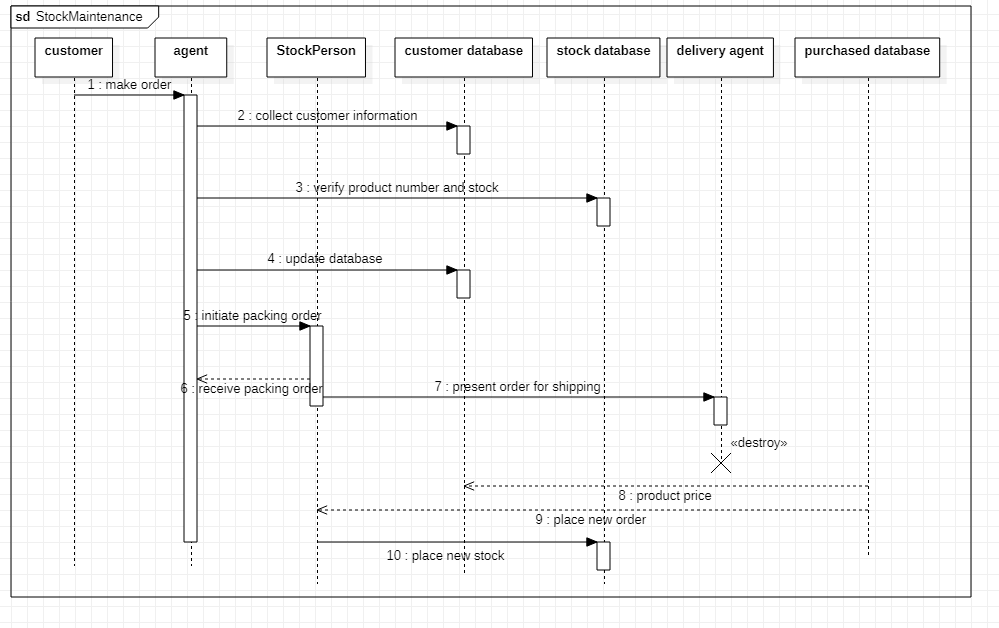 sd StockMaintenance
customer
agent
StockPerson
customer database
stock database
delivery agent
purchased database
1 : make order
2 : collect customer information
3 : verify product number and stock
4 : update database
5 : initiate packing order
6 : receive packing order
7 : present order for shipping
«destroy»
8 : product price
9 : place new order
10 : place new stock